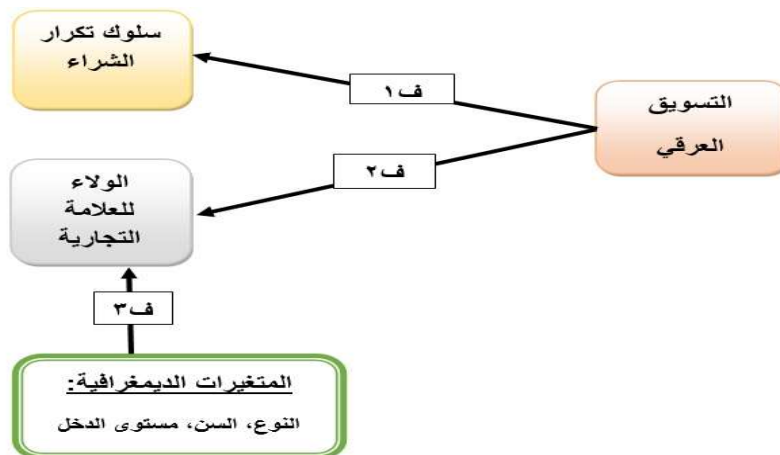 سلوك تكرار
الشراء
ف١
التسويق
العرقي
ف٢
الولاء
للعلامة
التجارية
ف٣
المتغيرات الديمغرافية:
النوع، السن، مستوى الدخل